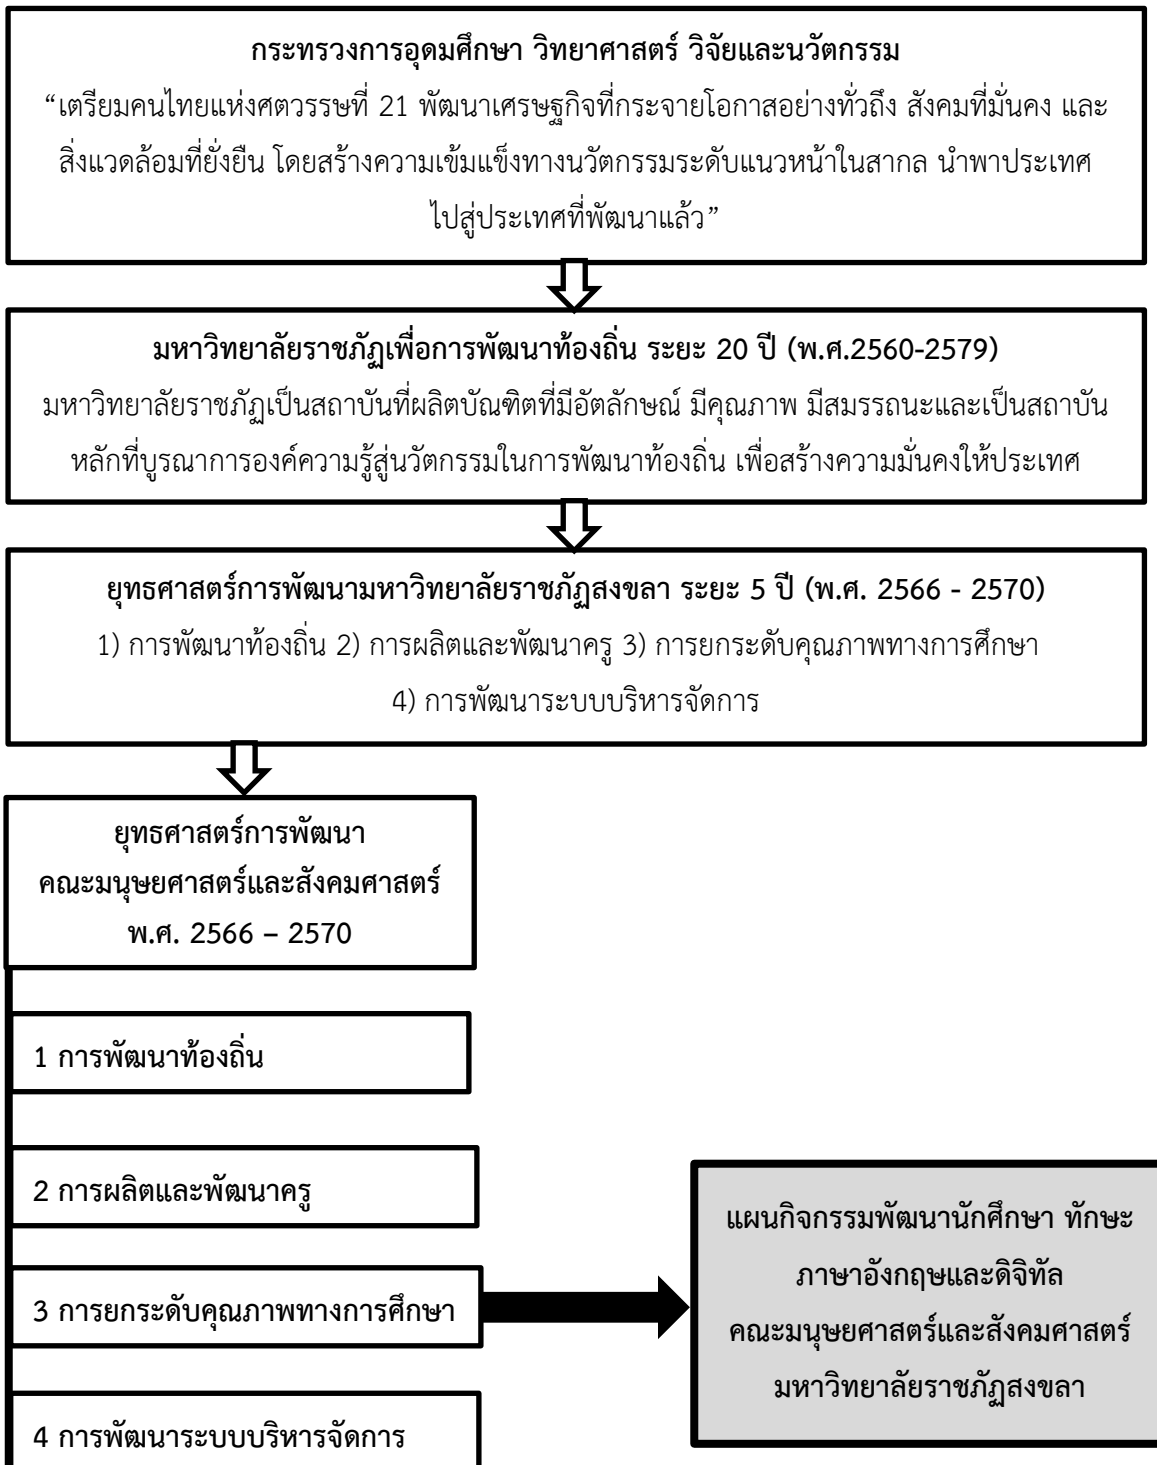 กระทรวงการอุดมศึกษา วิทยาศาสตร์ วิจัยและนวัตกรรม
“เตรียมคนไทยแห่งศตวรรษที่ 21 พัฒนาเศรษฐกิจที่กระจายโอกาสอย่างทั่วถึง สังคมที่มั่นคง และ
สิ่งแวดล้อมที่ยั่งยืน โดยสร้างความเข้มแข็งทางนวัตกรรมระดับแนวหน้าในสากล นำพาประเทศ
ไปสู่ประเทศที่พัฒนาแล้ว”
มหาวิทยาลัยราชภัฏเพื่อการพัฒนาท้องถิ่น ระยะ 20 ปี (พ.ศ.2560-2579)
มหาวิทยาลัยราชภัฏเป็นสถาบันที่ผลิตบัณฑิตที่มีอัตลักษณ์ มีคุณภาพ มีสมรรถนะและเป็นสถาบัน
หลักที่บูรณาการองค์ความรู้สู่นวัตกรรมในการพัฒนาท้องถิ่น เพื่อสร้างความมั่นคงให้ประเทศ
ยุทธศาสตร์การพัฒนามหาวิทยาลัยราชภัฏสงขลา ระยะ 5 ปี (พ.ศ. 2566 - 2570)
1) การพัฒนาท้องถิ่น 2) การผลิตและพัฒนาครู 3) การยกระดับคุณภาพทางการศึกษา
4) การพัฒนาระบบบริหารจัดการ
ยุทธศาสตร์การพัฒนา
คณะมนุษยศาสตร์และสังคมศาสตร์
พ.ศ. 2566 – 2570
1 การพัฒนาท้องถิ่น
2 การผลิตและพัฒนาครู
3 การยกระดับคุณภาพทางการศึกษา
4 การพัฒนาระบบบริหารจัดการ
แผนกิจกรรมพัฒนานักศึกษา ทักษะ
ภาษาอังกฤษและดิจิทัล
คณะมนุษยศาสตร์และสังคมศาสตร์
มหาวิทยาลัยราชภัฏสงขลา